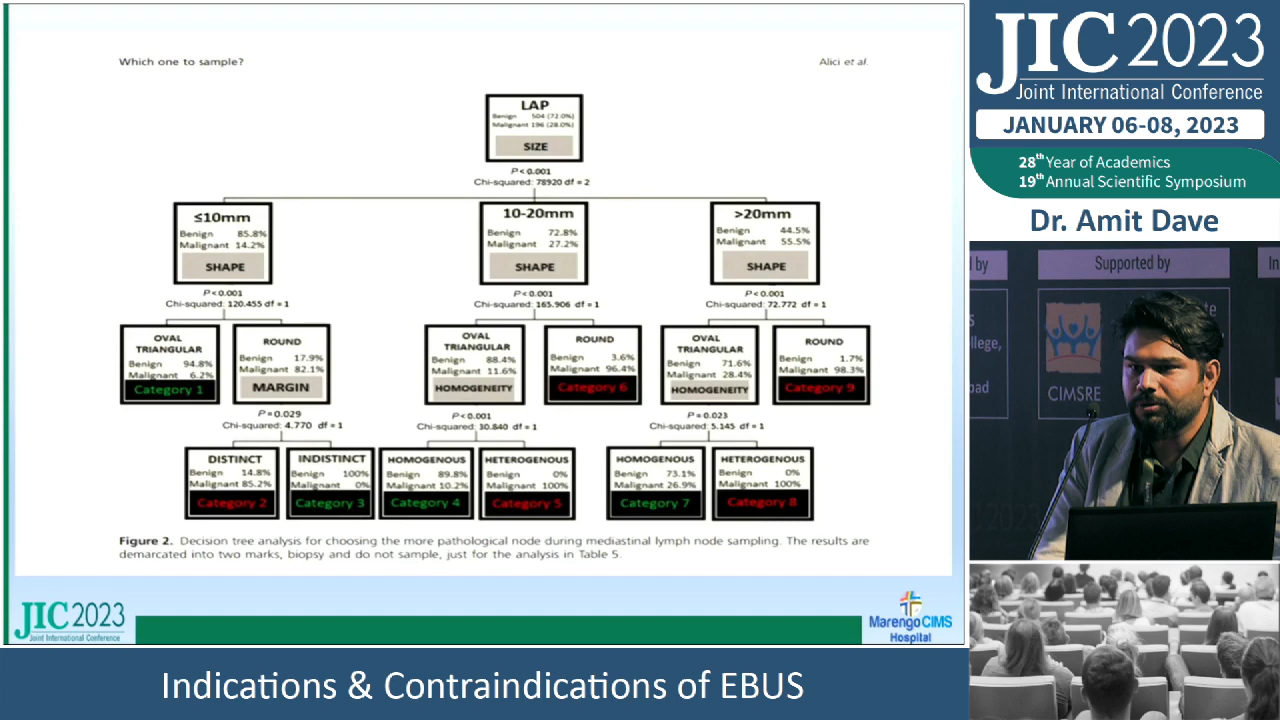 Which one to sample?
Alici et al.
LAP
Benign 504 (72.0%)
Malignant 196 (28.0%)
SIZE
P < 0.001
Chi-squared: 78920 df = 2
≤10mm
Benign 85.8%
Malignant 14.2%
SHAPE
10-20mm
Benign 72.8%
Malignant 27.2%
SHAPE
>20mm
Benign 44.5%
Malignant 55.5%
SHAPE
P < 0.001
Chi-squared: 120.455 df = 1
P < 0.001
Chi-squared: 165.906 df = 1
P < 0.001
Chi-squared: 72.772 df = 1
OVAL
TRIANGULAR
Benign 94.8%
Malignant 6.2%
Category 1
ROUND
Benign 17.9%
Malignant 82.1%
MARGIN
OVAL
TRIANGULAR
Benign 88.4%
Malignant 11.6%
HOMOGENEITY
ROUND
Benign 3.6%
Malignant 96.4%
Category 6
OVAL
TRIANGULAR
Benign 71.6%
Malignant 28.4%
HOMOGENEITY
ROUND
Benign 1.7%
Malignant 98.3%
Category 9
P = 0.029
Chi-squared: 4.770 df = 1
P < 0.001
Chi-squared: 30.840 df = 1
P = 0.023
Chi-squared: 5.145 df = 1
DISTINCT
Benign 14.8%
Malignant 85.2%
Category 2
INDISTINCT
Benign 100%
Malignant 0%
Category 3
HOMOGENOUS
Benign 89.8%
Malignant 10.2%
Category 4
HETEROGENOUS
Benign 0%
Malignant 100%
Category 5
HOMOGENOUS
Benign 73.1%
Malignant 26.9%
Category 7
HETEROGENOUS
Benign 0%
Malignant 100%
Category 8
Figure 2. Decision tree analysis for choosing the more pathological node during mediastinal lymph node sampling. The results are
demarcated into two marks, biopsy and do not sample, just for the analysis in Table 5.
JIC 2023
Joint International Conference
Marengo CIMS
Hospital
Indications & Contraindications of EBUS
JIC 2023
Joint International Conference
JANUARY 06-08, 2023
28th Year of Academics
19th Annual Scientific Symposium
Dr. Amit Dave
by
Supported by
In
CIMSRE
2023